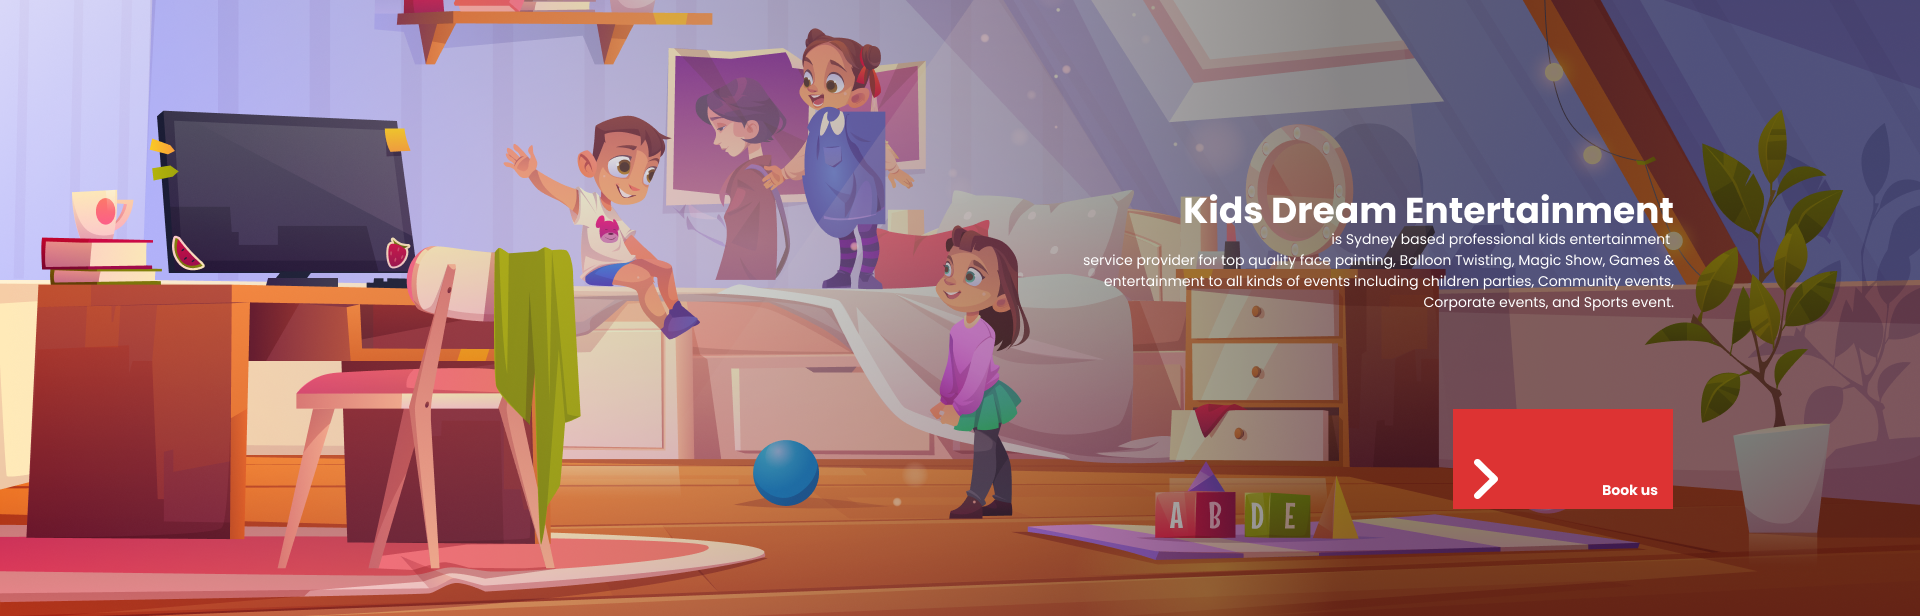 Kids Dream Entertainment
is Sydney based professional kids entertainment
service provider for top quality face painting, Balloon Twisting, Magic Show, Games &
entertainment to all kinds of events including children parties, Community events,
Corporate events, and Sports event.
Book us
A B D E